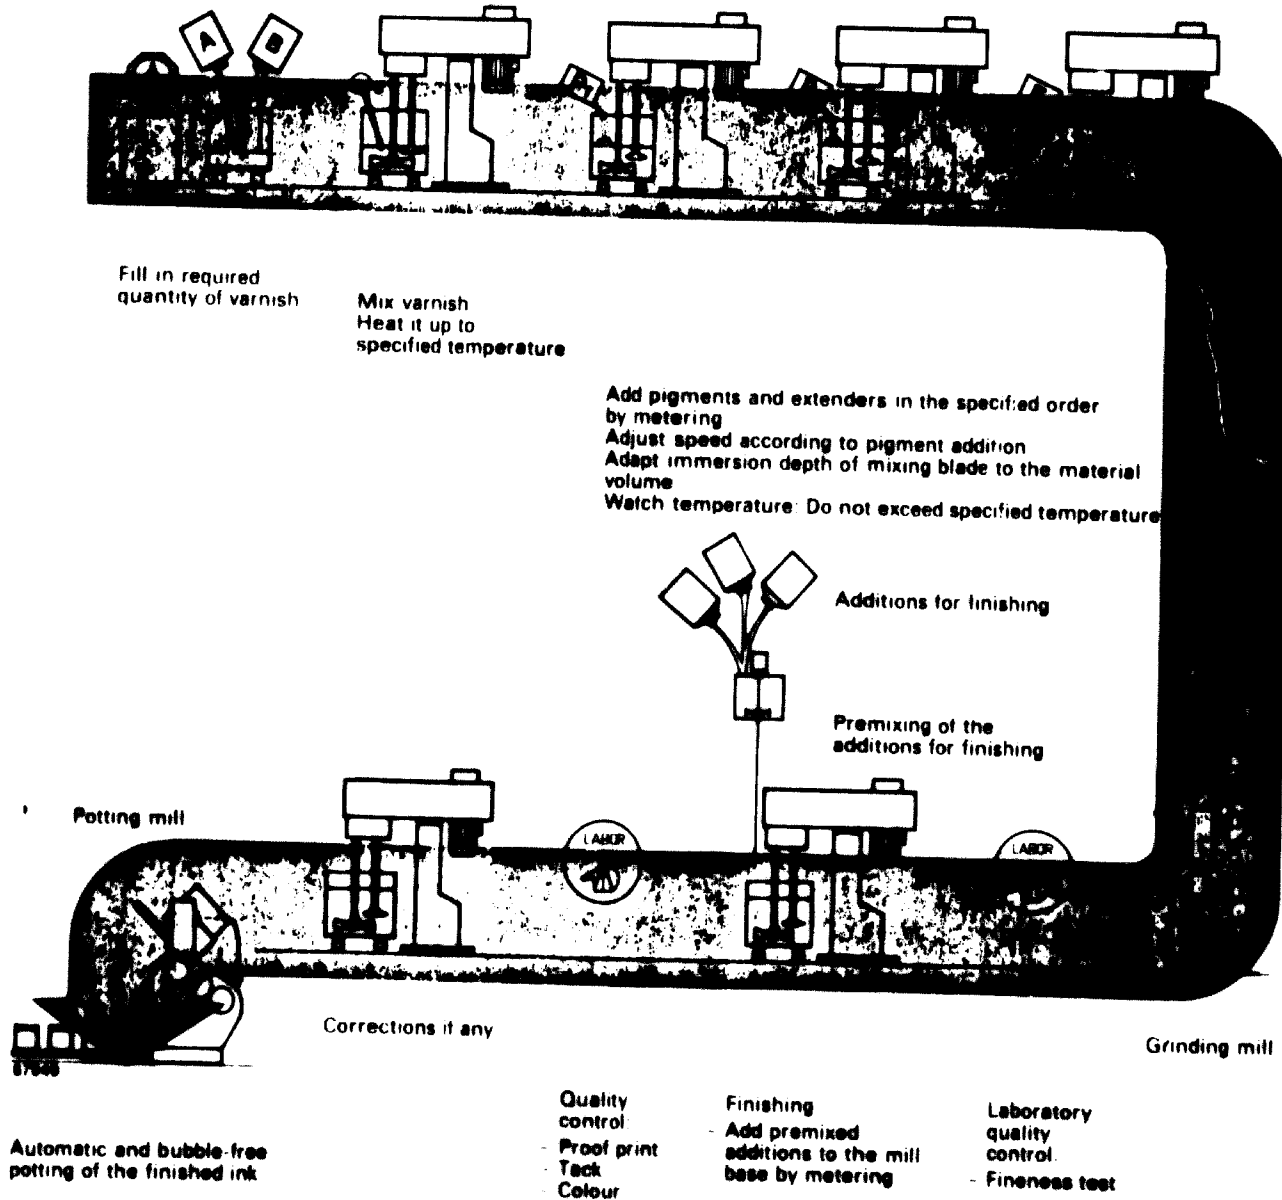 A
B
Fill in required
quantity of varnish
Mix varnish
Heat it up to
specified temperature
Add pigments and extenders in the specified order
by metering
Adjust speed according to pigment addition
Adapt immersion depth of mixing blade to the material
volume
Watch temperature: Do not exceed specified temperature
Additions for finishing
Premixing of the
additions for finishing
Potting mill
LABOR
LABOR
Corrections if any
Grinding mill
Automatic and bubble-free
potting of the finished ink
Quality
control
- Proof print
- Tack
- Colour
Finishing
- Add premixed
additions to the mill
base by metering
Laboratory
quality
control.
- Fineness test